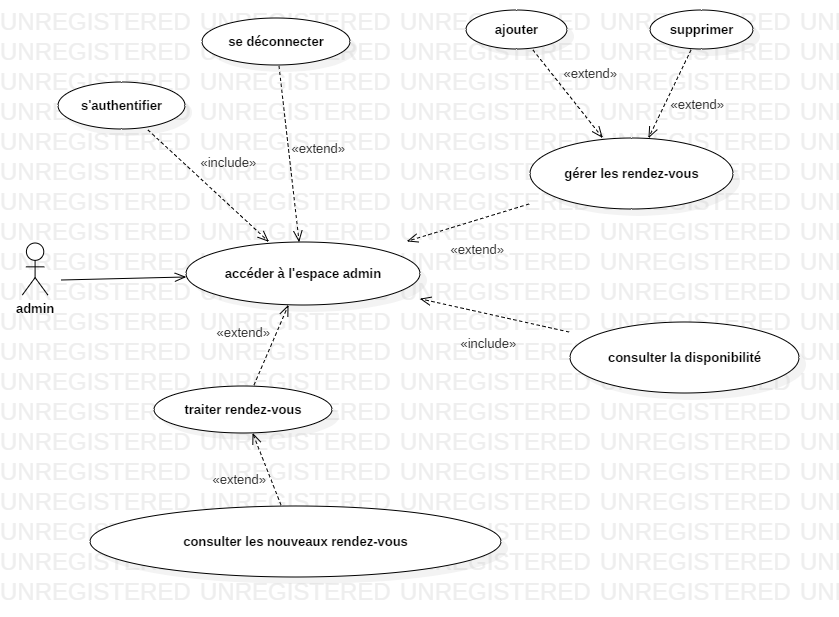 ajouter
supprimer
se déconnecter
«extend»
s'authentifier
«extend»
«extend»
«include»
gérer les rendez-vous
«extend»
accéder à l'espace admin
admin
«extend»
«include»
consulter la disponibilité
traiter rendez-vous
«extend»
consulter les nouveaux rendez-vous
UNREGISTERED